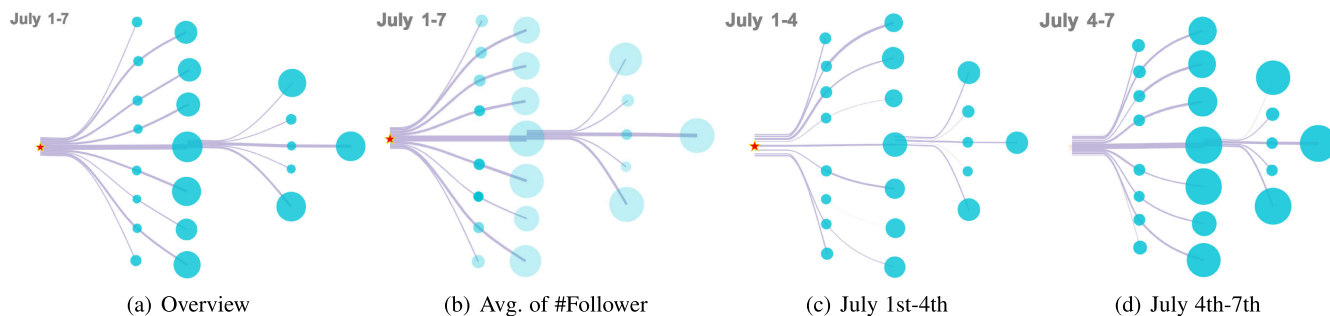 July 1-7
July 1-7
July 1-4
July 4-7
(a) Overview
(b) Avg. of #Follower
(c) July 1st-4th
(d) July 4th-7th